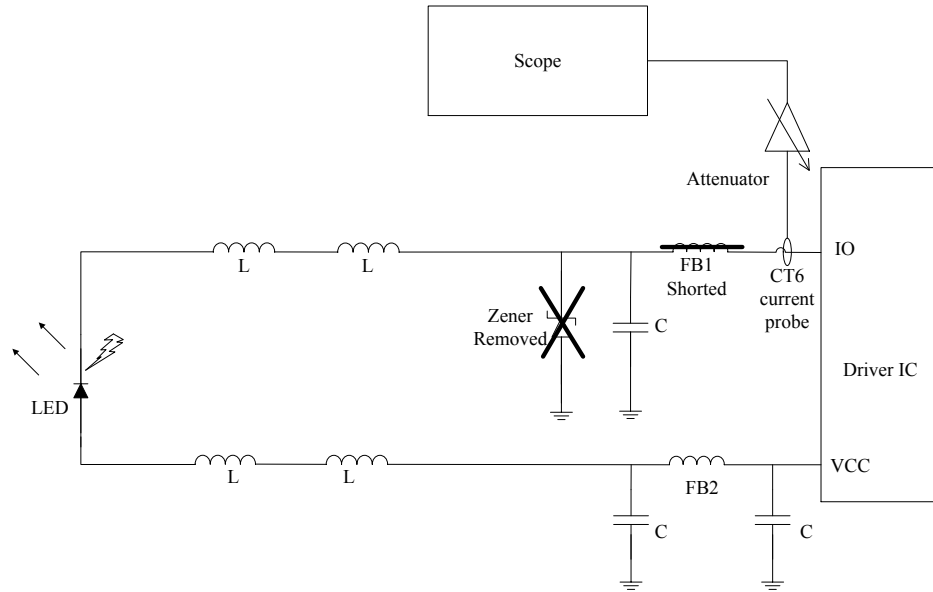 Scope
Attenuator
IO
L
L
FB1
Shorted
CT6
current
probe
Zener
Removed
C
Driver IC
LED
L
L
FB2
VCC
C
C